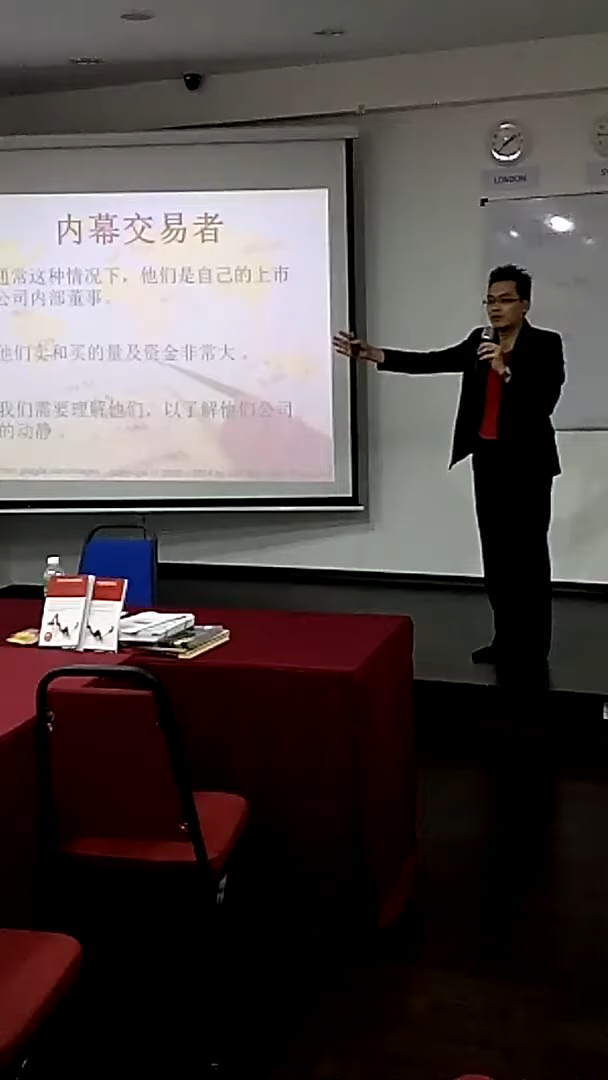 内幕交易者
通常这种情况下，他们是自己的上市
公司内部董事。
他们卖和买的量及资金非常大。
我们需要理解他们，以了解他们公司
的动静。
LONDON